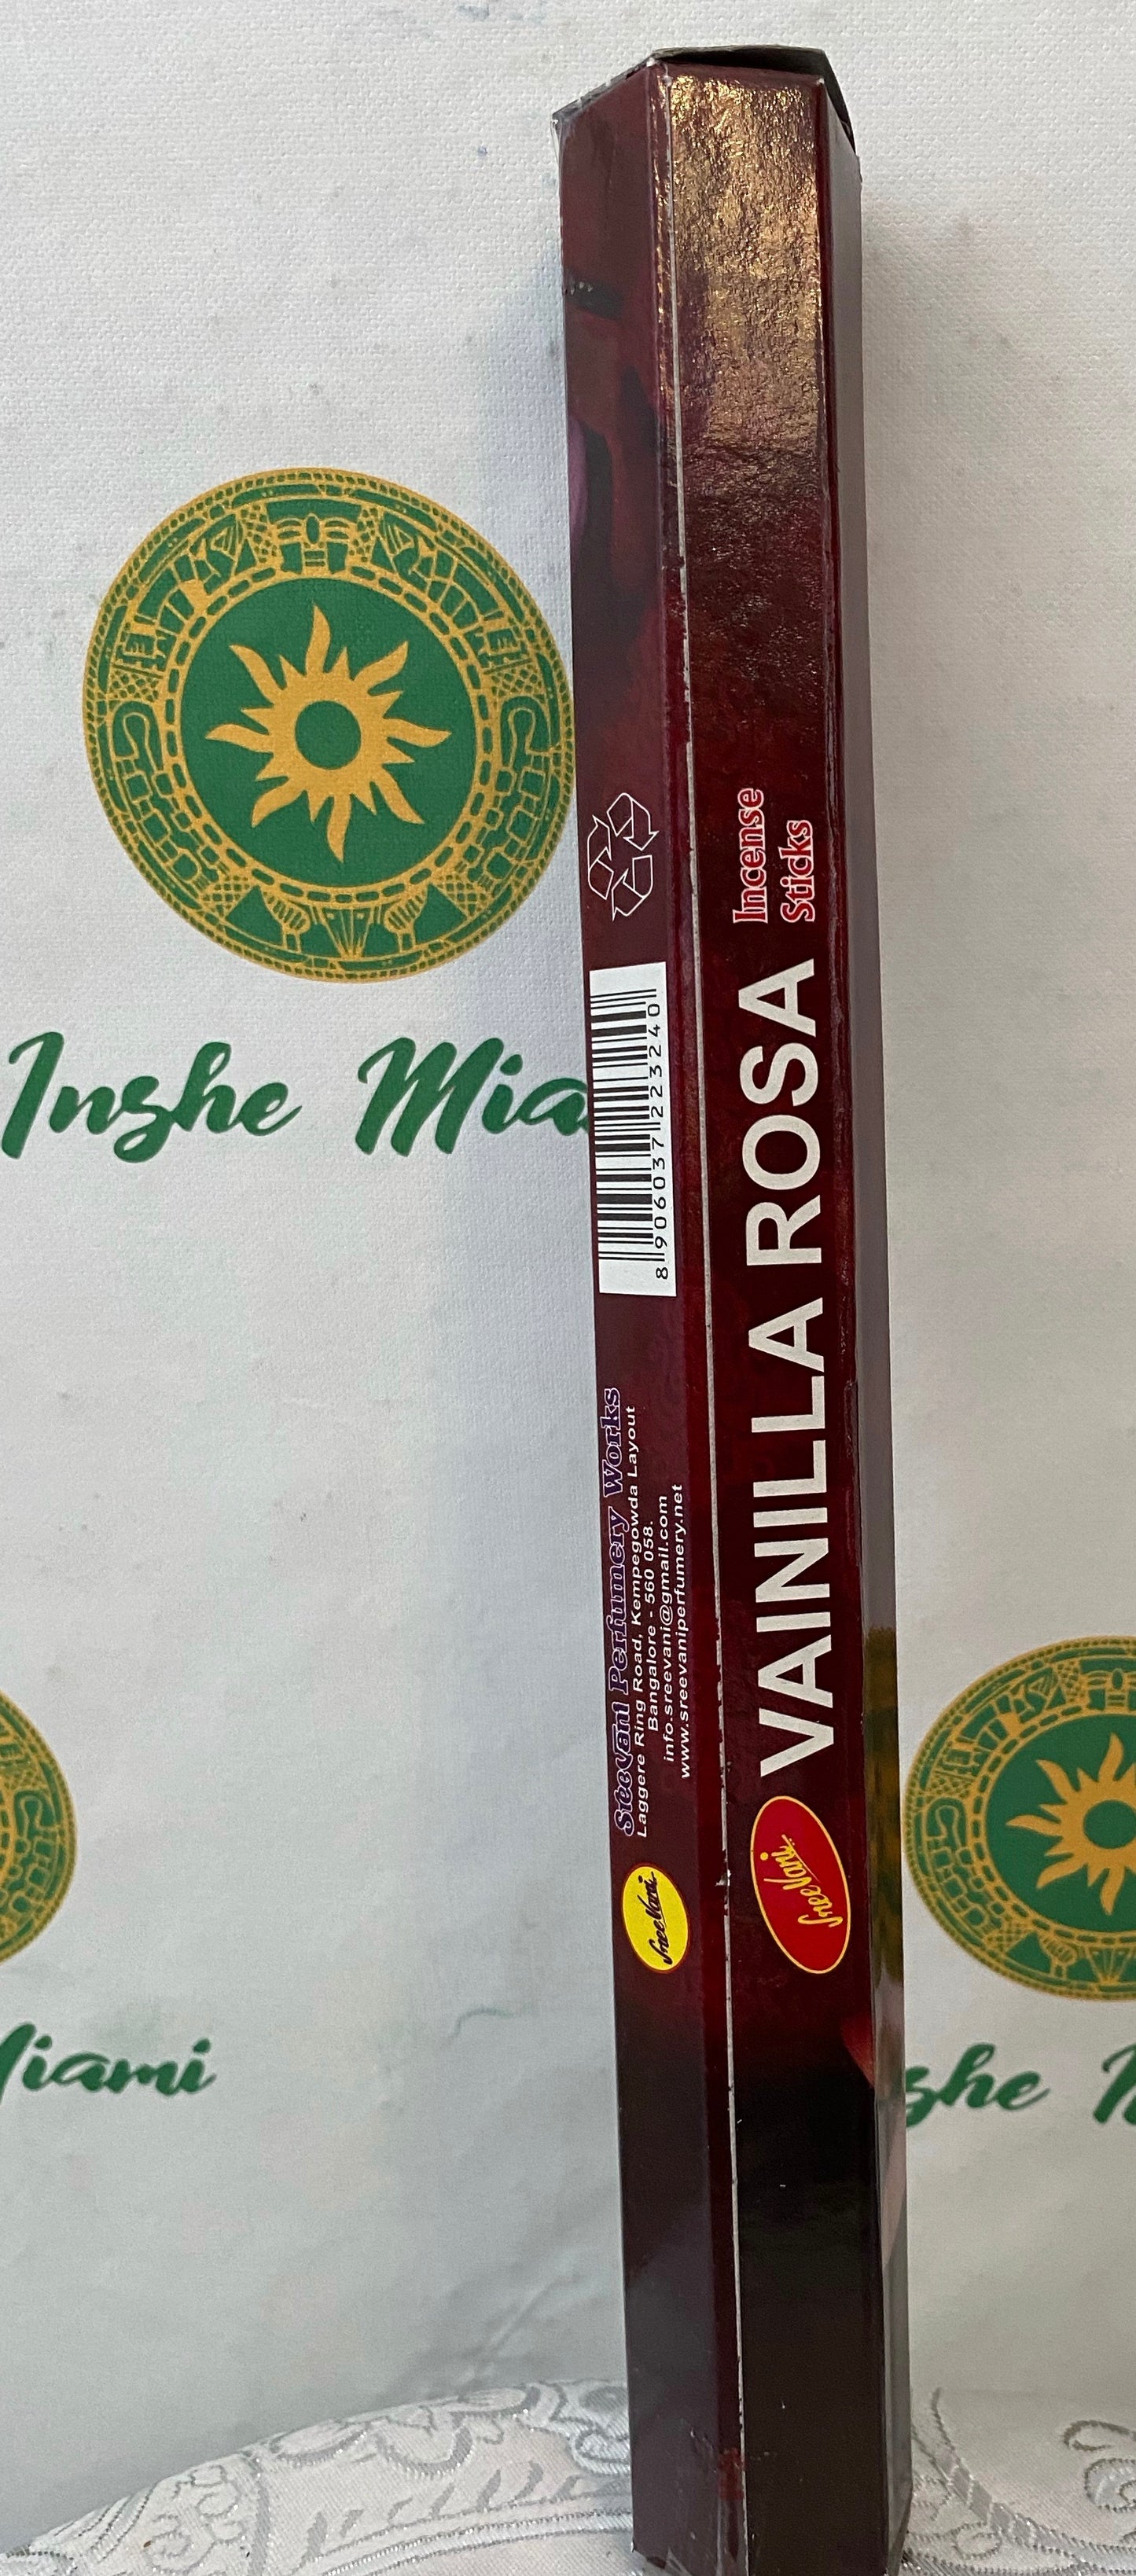 Inshe Mia
VAINILLA ROSA
Incense
Sticks
SreeVani
SreeVani
SreeVani Perfumery Works
Laggere Ring Road, Kempegowda Layout
Bangalore - 560 058.
info.sreevani@gmail.com
www.sreevaniperfumery.net
8 906037 223240
iami
she